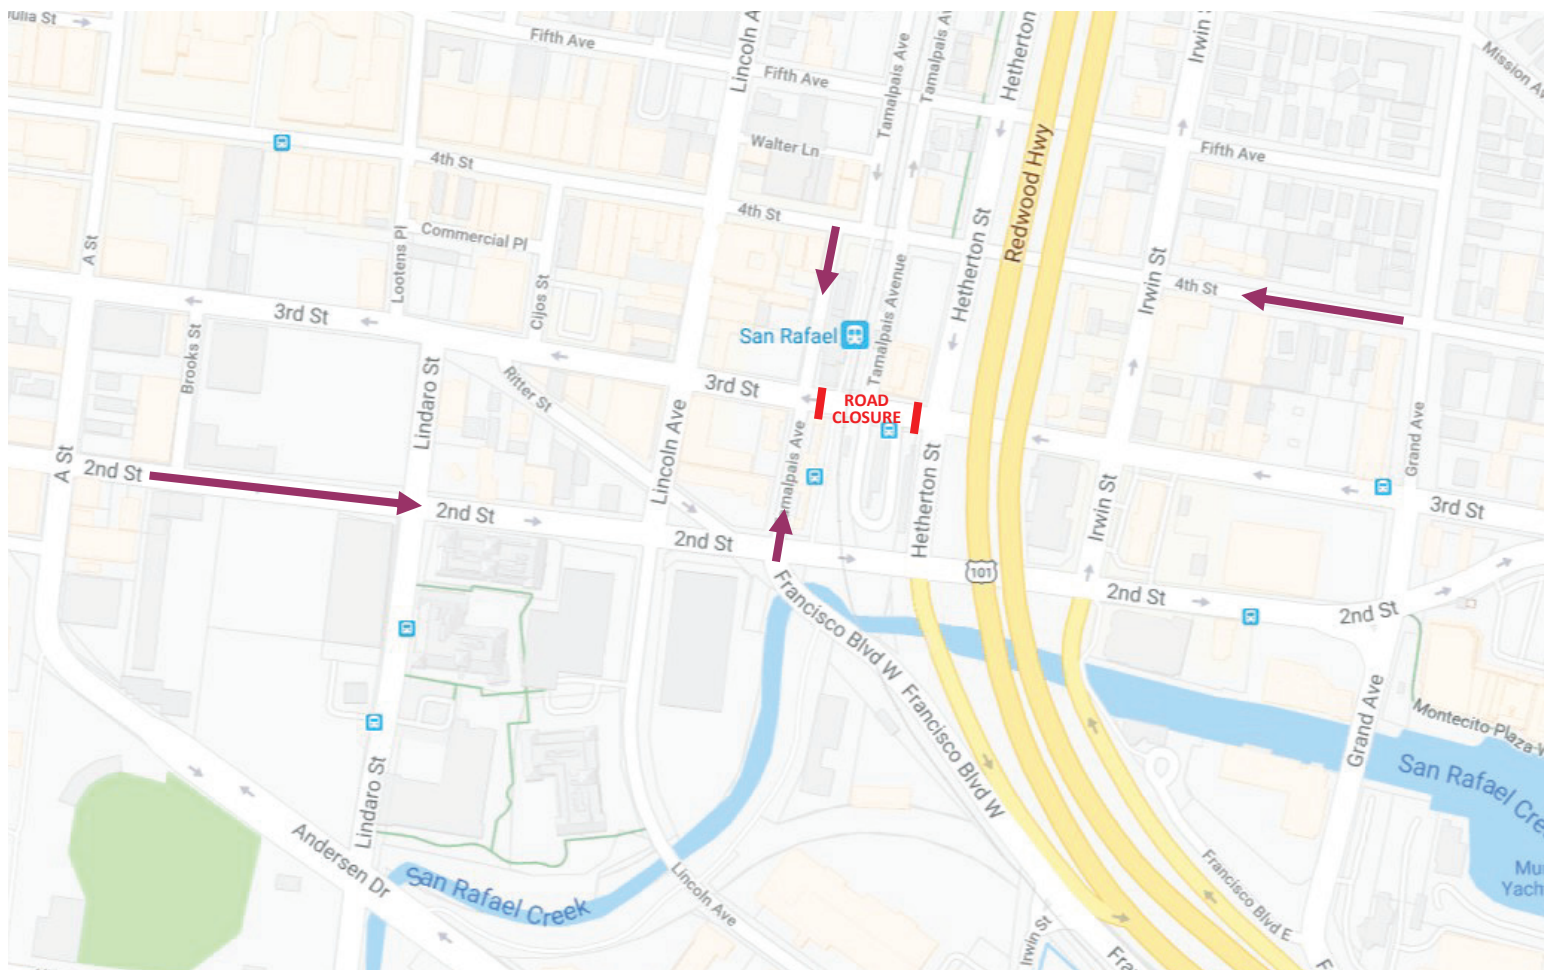 Julia St
Fifth Ave
Lincoln A
Fifth Ave
Tamalpais Ave
Tamalpais Av
Hetherton
Hetherton
Irwin S
Mission Av
Walter Ln
Redwood Hwy
Fifth Ave
4th St
4th St
Commercial Pl
Lootens Pl
A St
Cijos St
Hetherton St
Tamalpais Avenue
Irwin St
4th St
3rd St
San Rafael
Brooks St
Lindaro St
Ritter St
3rd St
ROAD
CLOSURE
Lincoln Ave
Tamalpais Ave
Grand Ave
A St
2nd St
Hetherton St
Irwin St
3rd St
2nd St
2nd St
101
2nd St
2nd St
Francisco Blvd W
Francisco Blvd W
Grand Ave
Montecito Plaza W
San Rafael Cre
Lindaro St
Andersen Dr
San Rafael Creek
Lincoln Ave
Francisco Blvd E
Mu
Yach
Irwin St
Fra
F